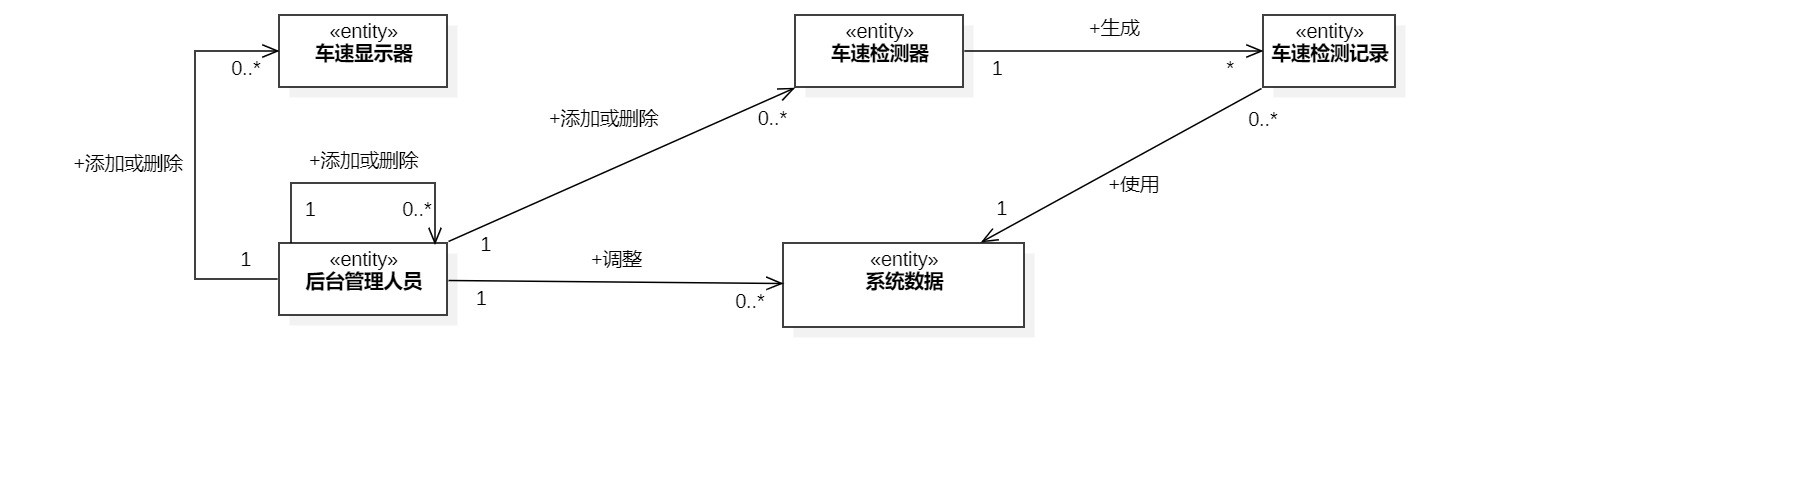 «entity»
车速显示器
0..*
«entity»
车速检测器
+生成
1
*
«entity»
车速检测记录
+添加或删除
0..*
0..*
+添加或删除
+添加或删除
1
0..*
+使用
1
1
1
«entity»
后台管理人员
+调整
1
0..*
«entity»
系统数据